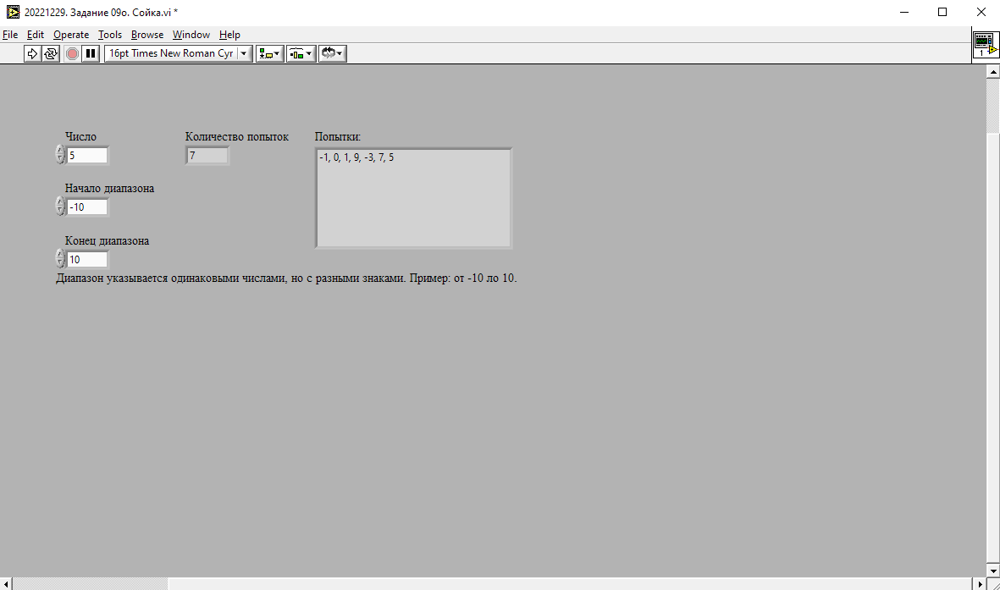 20221229. Задание 09о. Сойка.vi *
File Edit Operate Tools Browse Window Help
16pt Times New Roman Cyr
1
Число Количество попыток Попытки:
5 7 -1, 0, 1, 9, -3, 7, 5
Начало диапазона
-10
Конец диапазона
10
Диапазон указывается одинаковыми числами, но с разными знаками. Пример: от -10 ло 10.